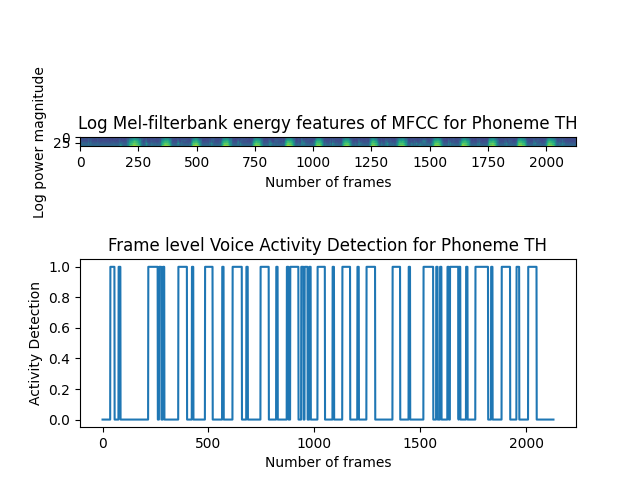 Log Mel-filterbank energy features of MFCC for Phoneme TH
Log power magnitude
0
25
0 250 500 750 1000 1250 1500 1750 2000
Number of frames
Frame level Voice Activity Detection for Phoneme TH
Activity Detection
1.0
0.8
0.6
0.4
0.2
0.0
0 500 1000 1500 2000
Number of frames